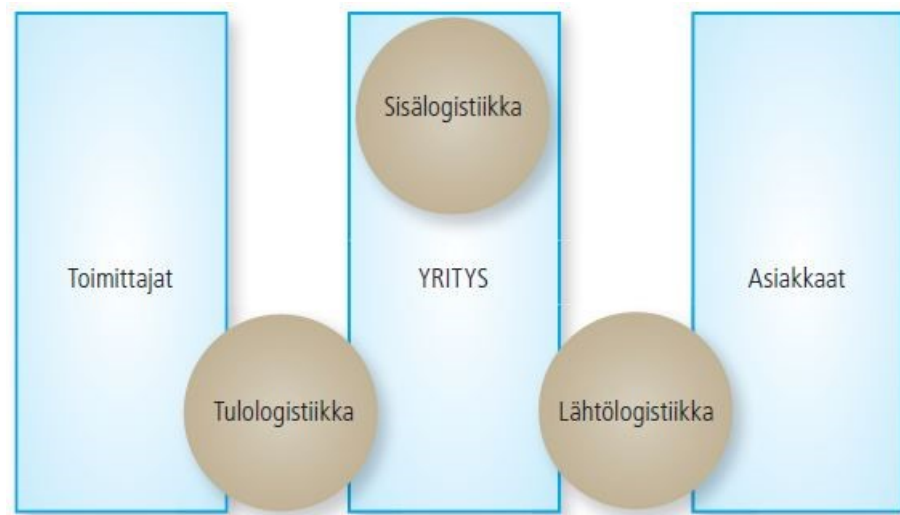 Sisälogistiikka
Toimittajat
YRITYS
Asiakkaat
Tulologistiikka
Lähtölogistiikka